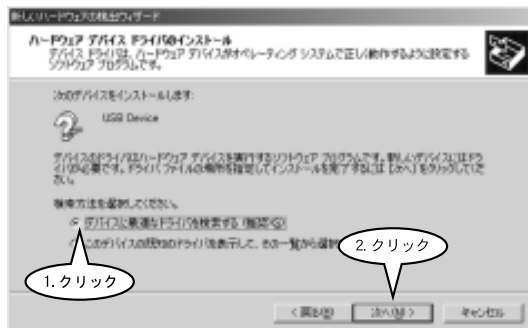 新しいハードウェアの検出ウィザード
ハードウェア デバイス ドライバのインストール
デバイス ドライバは、ハードウェア デバイスがオペレーティング システムで正しく動作するように設定する
ソフトウェア プログラムです。
次のデバイスをインストールします:
USB Device
デバイスのドライバはハードウェア デバイスを実行するソフトウェア プログラムです。新しいデバイスにはドラ
イバが必要です。ドライバ ファイルの場所を指定してインストールを完了するには [次へ] をクリックしてくだ
さい。
検索方法を選択してください。
デバイスに最適なドライバを検索する (推奨)(S)
このデバイスの既知のドライバを表示して、その一覧から選択
1. クリック
2. クリック
< 戻る(B)
次へ(N) >
キャンセル